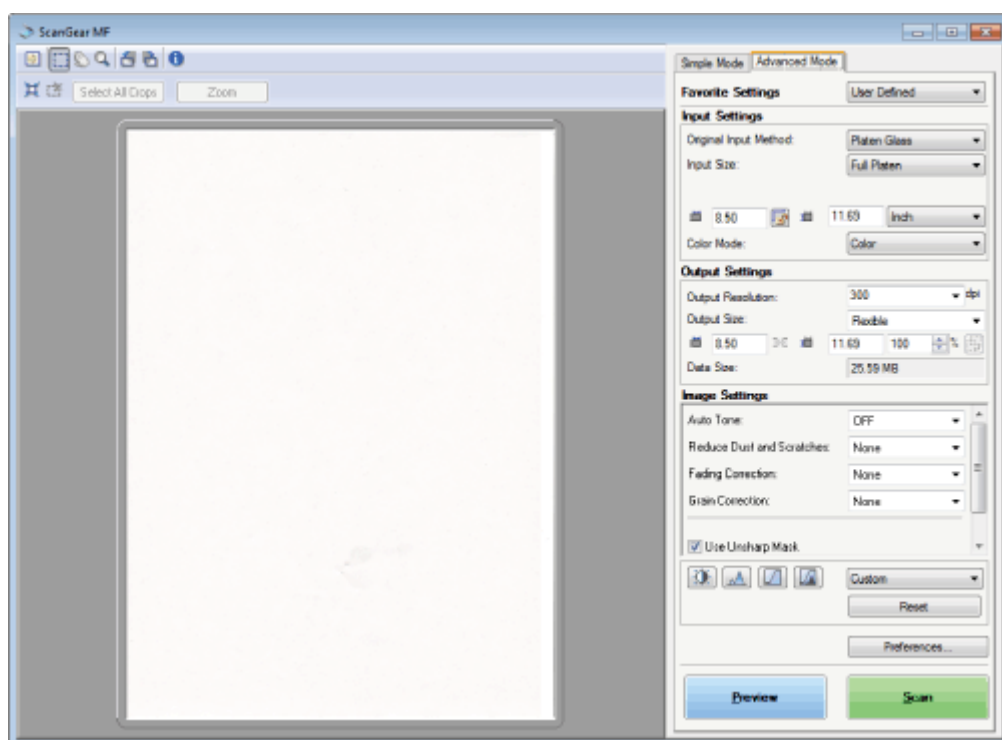 ScanGear MF
Simple Mode Advanced Mode
Select All Crops Zoom
Favorite Settings User Defined
Input Settings
Original Input Method: Platen Glass
Input Size: Full Platen
8.50 11.69 Inch
Color Mode: Color
Output Settings
Output Resolution: 300 dpi
Output Size: Flexible
8.50 11.69 100 %
Data Size: 25.59 MB
Image Settings
Auto Tone: OFF
Reduce Dust and Scratches: None
Fading Correction: None
Grain Correction: None
Use Unsharp Mask
Custom
Reset
Preferences...
Preview Scan